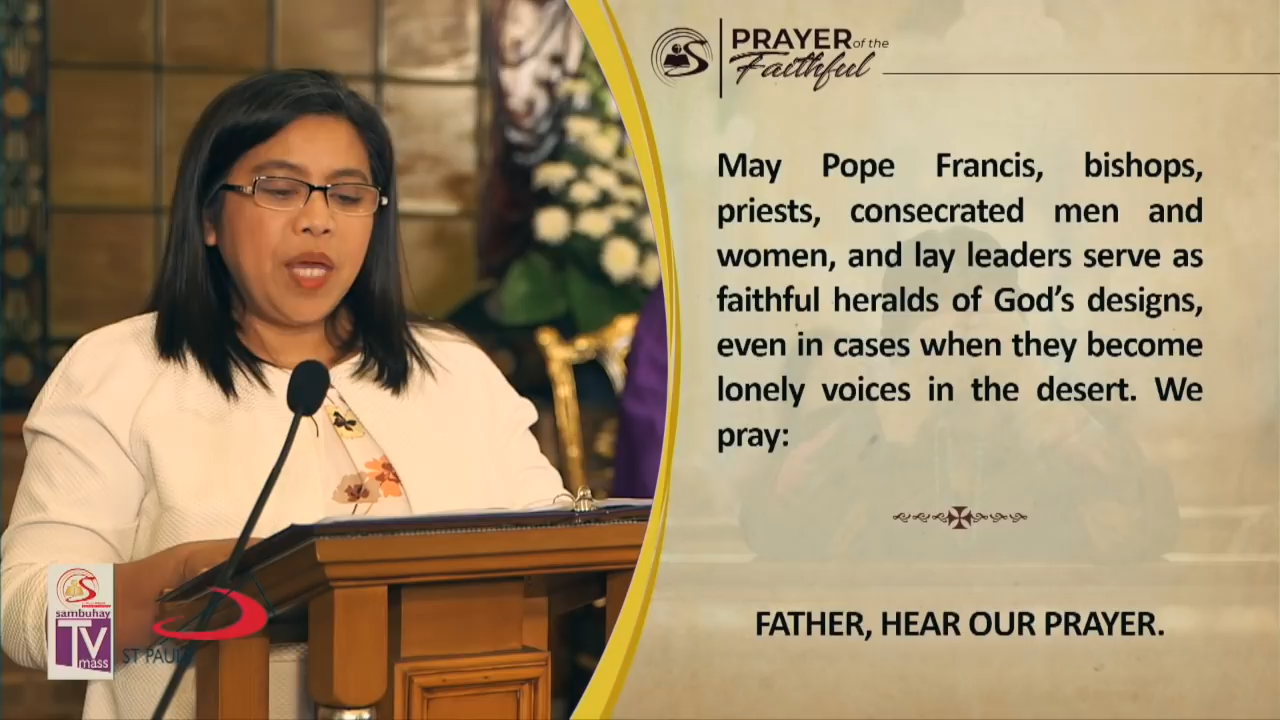 PRAYER of the
Faithful
May Pope Francis, bishops,
priests, consecrated men and
women, and lay leaders serve as
faithful heralds of God's designs,
even in cases when they become
lonely voices in the desert. We
pray:
FATHER, HEAR OUR PRAYER.
sambuhay
TV
mass
ST PAULS